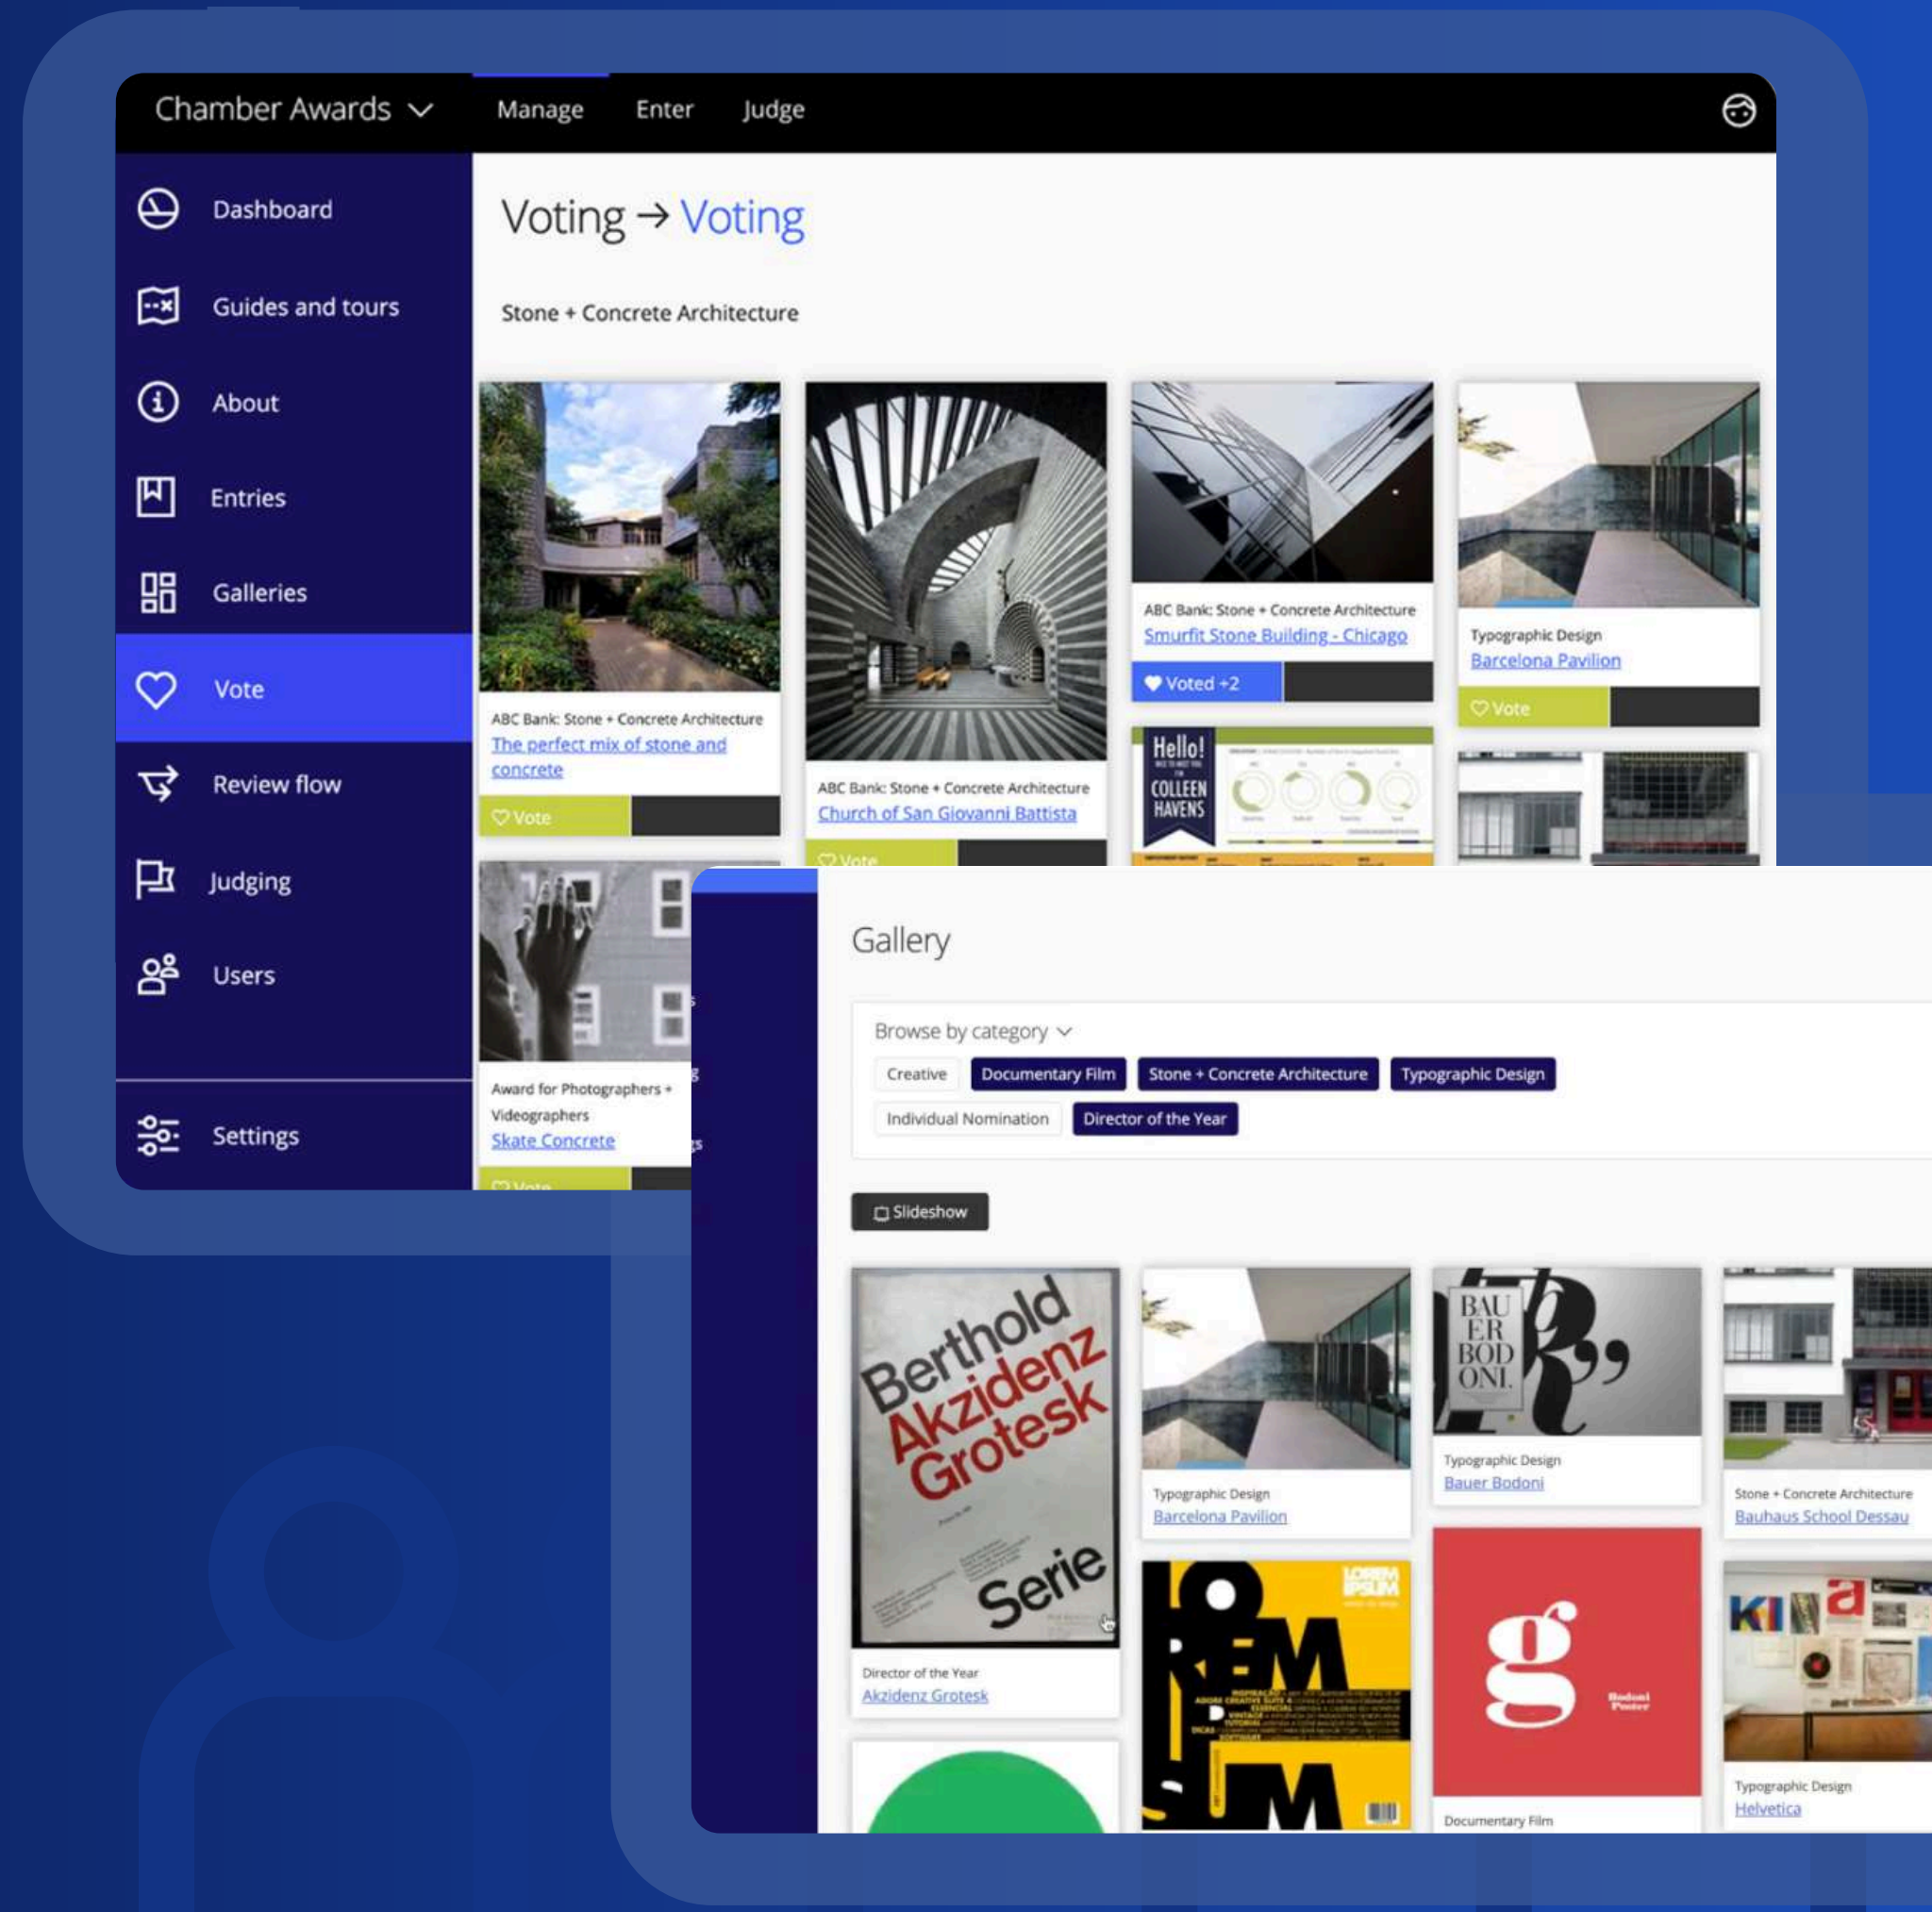 Chamber Awards
Manage
Enter
Judge
Dashboard
Guides and tours
About
Entries
Galleries
Vote
Review flow
Judging
Users
Settings
Voting → Voting
Stone + Concrete Architecture
ABC Bank: Stone + Concrete Architecture
The perfect mix of stone and
concrete
Vote
ABC Bank: Stone + Concrete Architecture
Church of San Giovanni Battista
Vote
ABC Bank: Stone + Concrete Architecture
Smurfit Stone Building - Chicago
Voted +2
Typographic Design
Barcelona Pavilion
Vote
Hello!
COLLEEN
HAVENS
Award for Photographers +
Videographers
Skate Concrete
Vote
Gallery
Browse by category
Creative
Documentary Film
Stone + Concrete Architecture
Typographic Design
Individual Nomination
Director of the Year
Slideshow
Berthold
Akzidenz
Grotesk
Serie
Director of the Year
Akzidenz Grotesk
Typographic Design
Barcelona Pavilion
BAU
ER
BOD
ONI.
Typographic Design
Bauer Bodoni
Stone + Concrete Architecture
Bauhaus School Dessau
LOREM
IPSUM
g
Bodoni
Poster
Documentary Film
Typographic Design
Helvetica